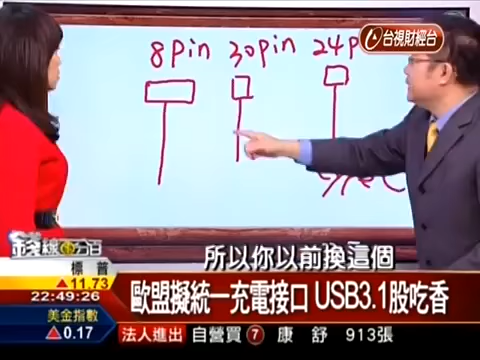 台視財經台
8pin 30pin 24p
錢線百分百
所以你以前換這個
標普
▲11.73
歐盟擬統一充電接口 USB3.1股吃香
22:49:26
美金指數
▲0.17
法人進出 自營商賣超 7 康舒 913張